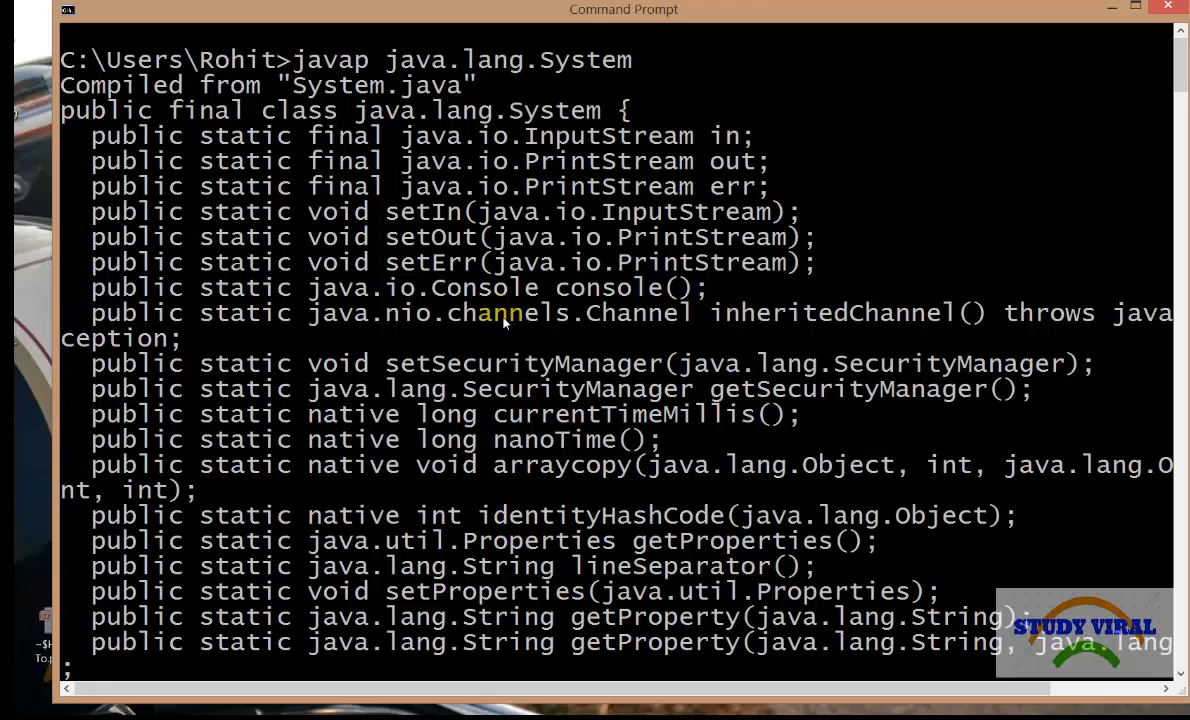 Command Prompt
C:\Users\Rohit>javap java.lang.System
Compiled from "System.java"
public final class java.lang.System {
public static final java.io.InputStream in;
public static final java.io.PrintStream out;
public static final java.io.PrintStream err;
public static void setIn(java.io.InputStream);
public static void setOut(java.io.PrintStream);
public static void setErr(java.io.PrintStream);
public static java.io.Console console();
public static java.nio.channels.Channel inheritedChannel() throws java
ception;
public static void setSecurityManager(java.lang.SecurityManager);
public static java.lang.SecurityManager getSecurityManager();
public static native long currentTimeMillis();
public static native long nanoTime();
public static native void arraycopy(java.lang.Object, int, java.lang.O
nt, int);
public static native int identityHashCode(java.lang.Object);
public static java.util.Properties getProperties();
public static java.lang.String lineSeparator();
public static void setProperties(java.util.Properties);
public static java.lang.String getProperty(java.lang.String);
public static java.lang.String getProperty(java.lang.String, java.lang
;
STUDY VIRAL
~$H
To.p